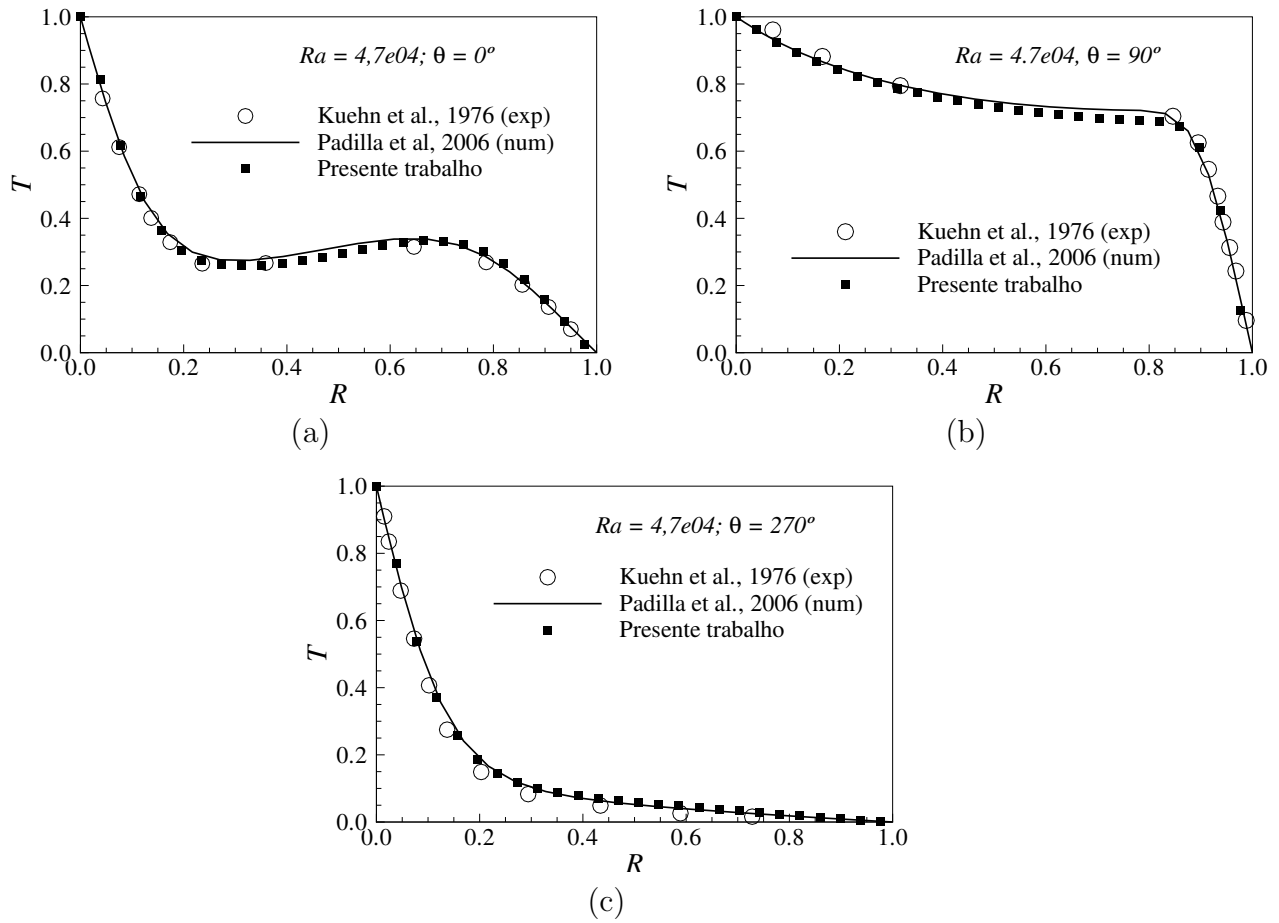 Ra = 4,7e04; θ = 0º
Kuehn et al., 1976 (exp)
Padilla et al, 2006 (num)
Presente trabalho
T
1.0
0.8
0.6
0.4
0.2
0.0
0.0 0.2 0.4 0.6 0.8 1.0
R
(a)
Ra = 4.7e04, θ = 90º
Kuehn et al., 1976 (exp)
Padilla et al., 2006 (num)
Presente trabalho
T
1.0
0.8
0.6
0.4
0.2
0.0
0.0 0.2 0.4 0.6 0.8 1.0
R
(b)
Ra = 4,7e04; θ = 270º
Kuehn et al., 1976 (exp)
Padilla et al., 2006 (num)
Presente trabalho
T
1.0
0.8
0.6
0.4
0.2
0.0
0.0 0.2 0.4 0.6 0.8 1.0
R
(c)